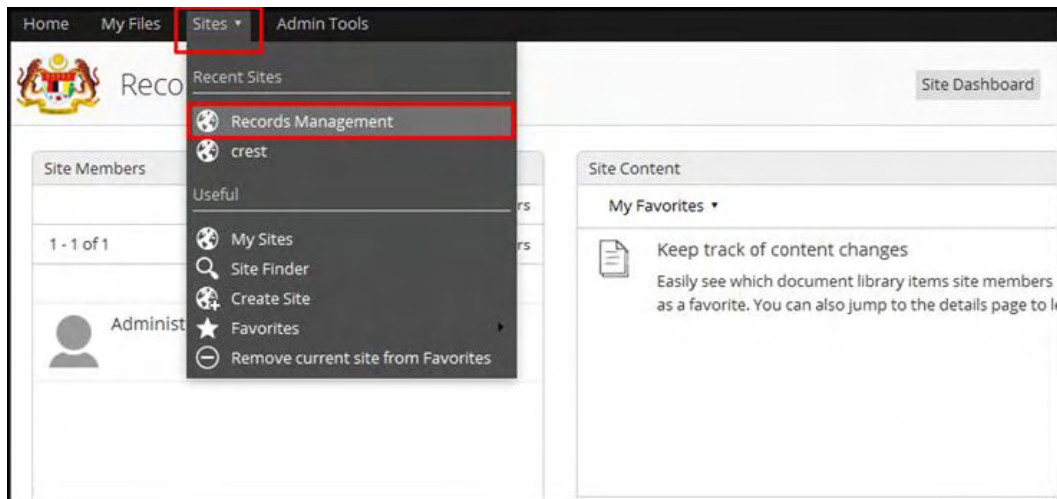 Home My Files Sites ▾ Admin Tools
Reco
Site Dashboard
Recent Sites
Records Management
crest
Useful
My Sites
Site Finder
Create Site
Favorites
Remove current site from Favorites
Site Members
rs
1 - 1 of 1
rs
Administ
Site Content
My Favorites ▾
Keep track of content changes
Easily see which document library items site members
as a favorite. You can also jump to the details page to l